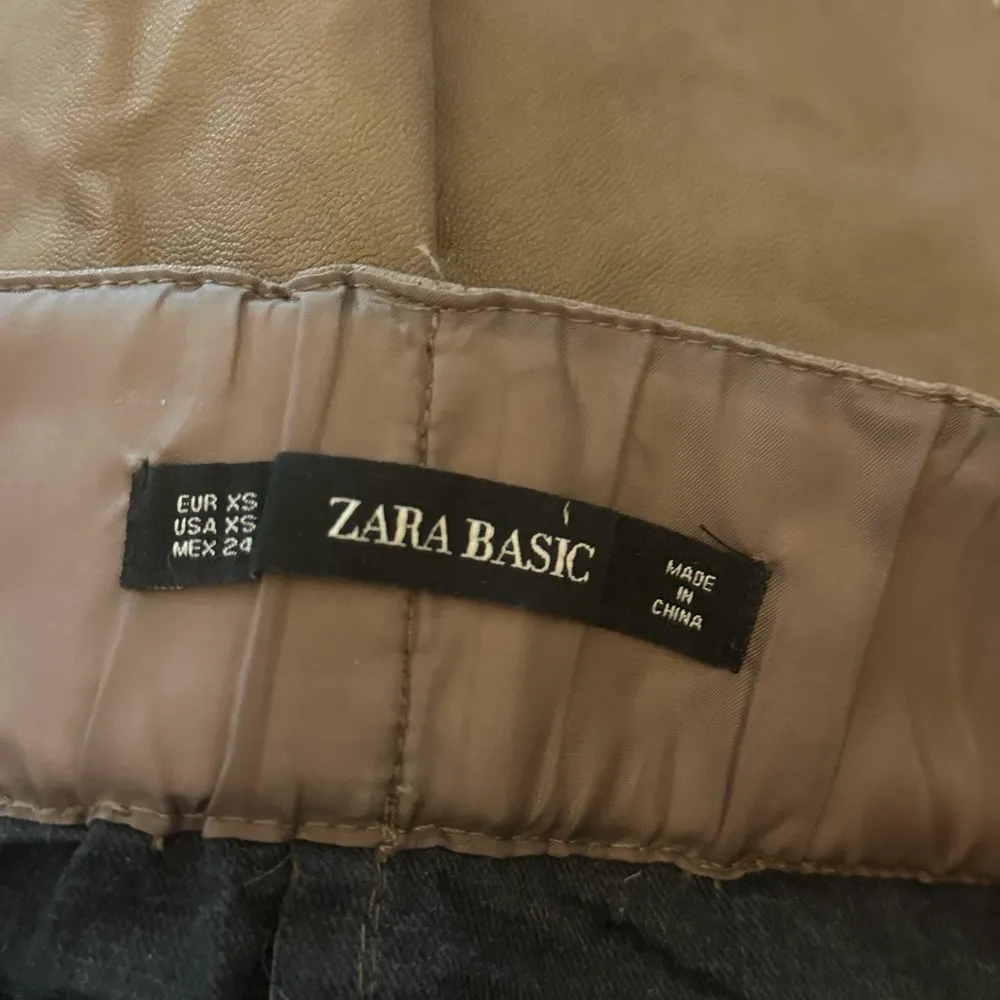 EUR XS
USA XS
MEX 24
ZARA BASIC
MADE
IN
CHINA